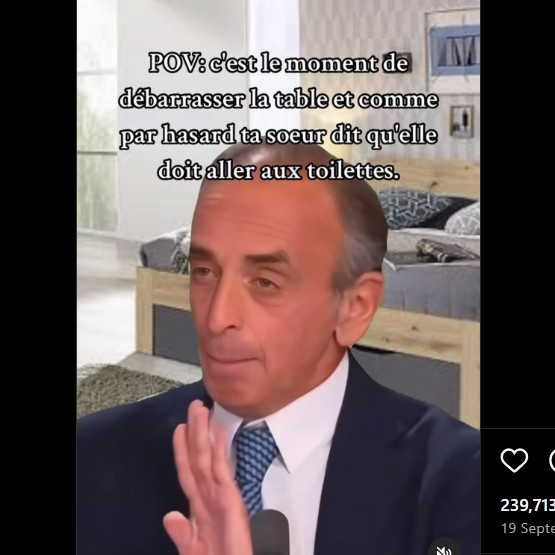 POV: c'est le moment de
débarrasser la table et comme
par hasard ta soeur dit qu'elle
doit aller aux toilettes.
239,713
19 Septe